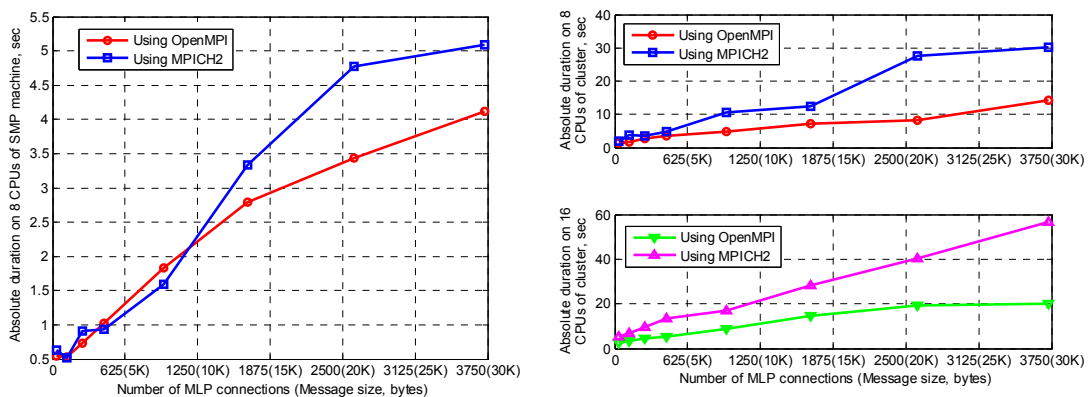 Absolute duration on 8 CPUs of SMP machine, sec
5.5
5
4.5
4
3.5
3
2.5
2
1.5
1
0.5
Using OpenMPI
Using MPICH2
0 625(5K) 1250(10K) 1875(15K) 2500(20K) 3125(25K) 3750(30K)
Number of MLP connections (Message size, bytes)
Absolute duration on 8
CPUs of cluster, sec
40
30
20
10
0
Using OpenMPI
Using MPICH2
0 625(5K) 1250(10K) 1875(15K) 2500(20K) 3125(25K) 3750(30K)
Absolute duration on 16
CPUs of cluster, sec
60
40
20
0
Using OpenMPI
Using MPICH2
0 625(5K) 1250(10K) 1875(15K) 2500(20K) 3125(25K) 3750(30K)
Number of MLP connections (Message size, bytes)